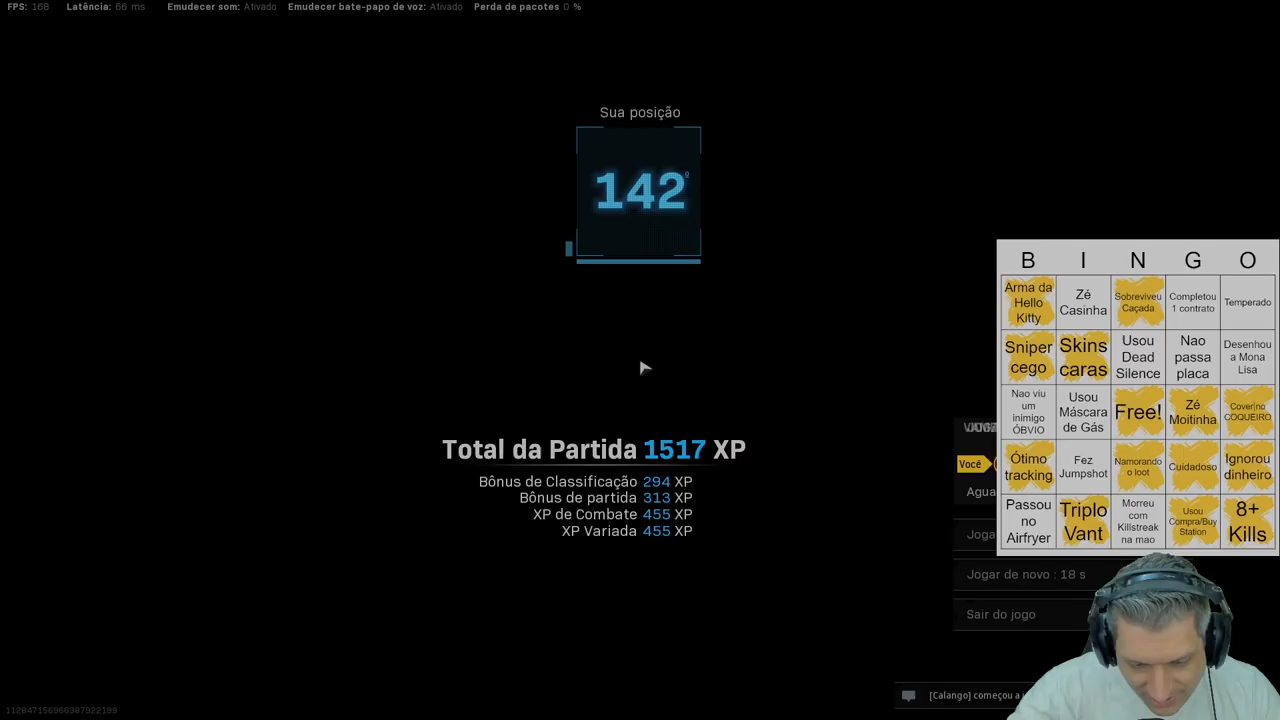 FPS: 168 Latência: 66 ms Emudecer som: Ativado Emudecer bate-papo de voz: Ativado Perda de pacotes 0 %
Sua posição
142º
Total da Partida 1517 XP
Bônus de Classificação 294 XP
Bônus de partida 313 XP
XP de Combate 455 XP
XP Variada 455 XP
B I N G O
Arma da
Hello
Kitty
Zé
Casinha
Sobreviveu
Caçada
Completou
1 contrato
Temperado
Sniper
cego
Skins
caras
Usou
Dead
Silence
Nao
passa
placa
Desenhou
a Mona
Lisa
Nao viu
um
inimigo
ÓBVIO
Usou
Máscara
de Gás
Free!
Zé
Moitinha
Cover|no
COQUEIRO
Ótimo
tracking
Fez
Jumpshot
Namorando
o loot
Cuidadoso
Ignorou
dinheiro
Passou
no
Airfryer
Triplo
Vant
Morreu
com
Killstreak
na mao
Usou
Compra/Buy
Station
8+
Kills
Você
Agua
Joga
Jogar de novo : 18 s
Sair do jogo
[Calango] começou a